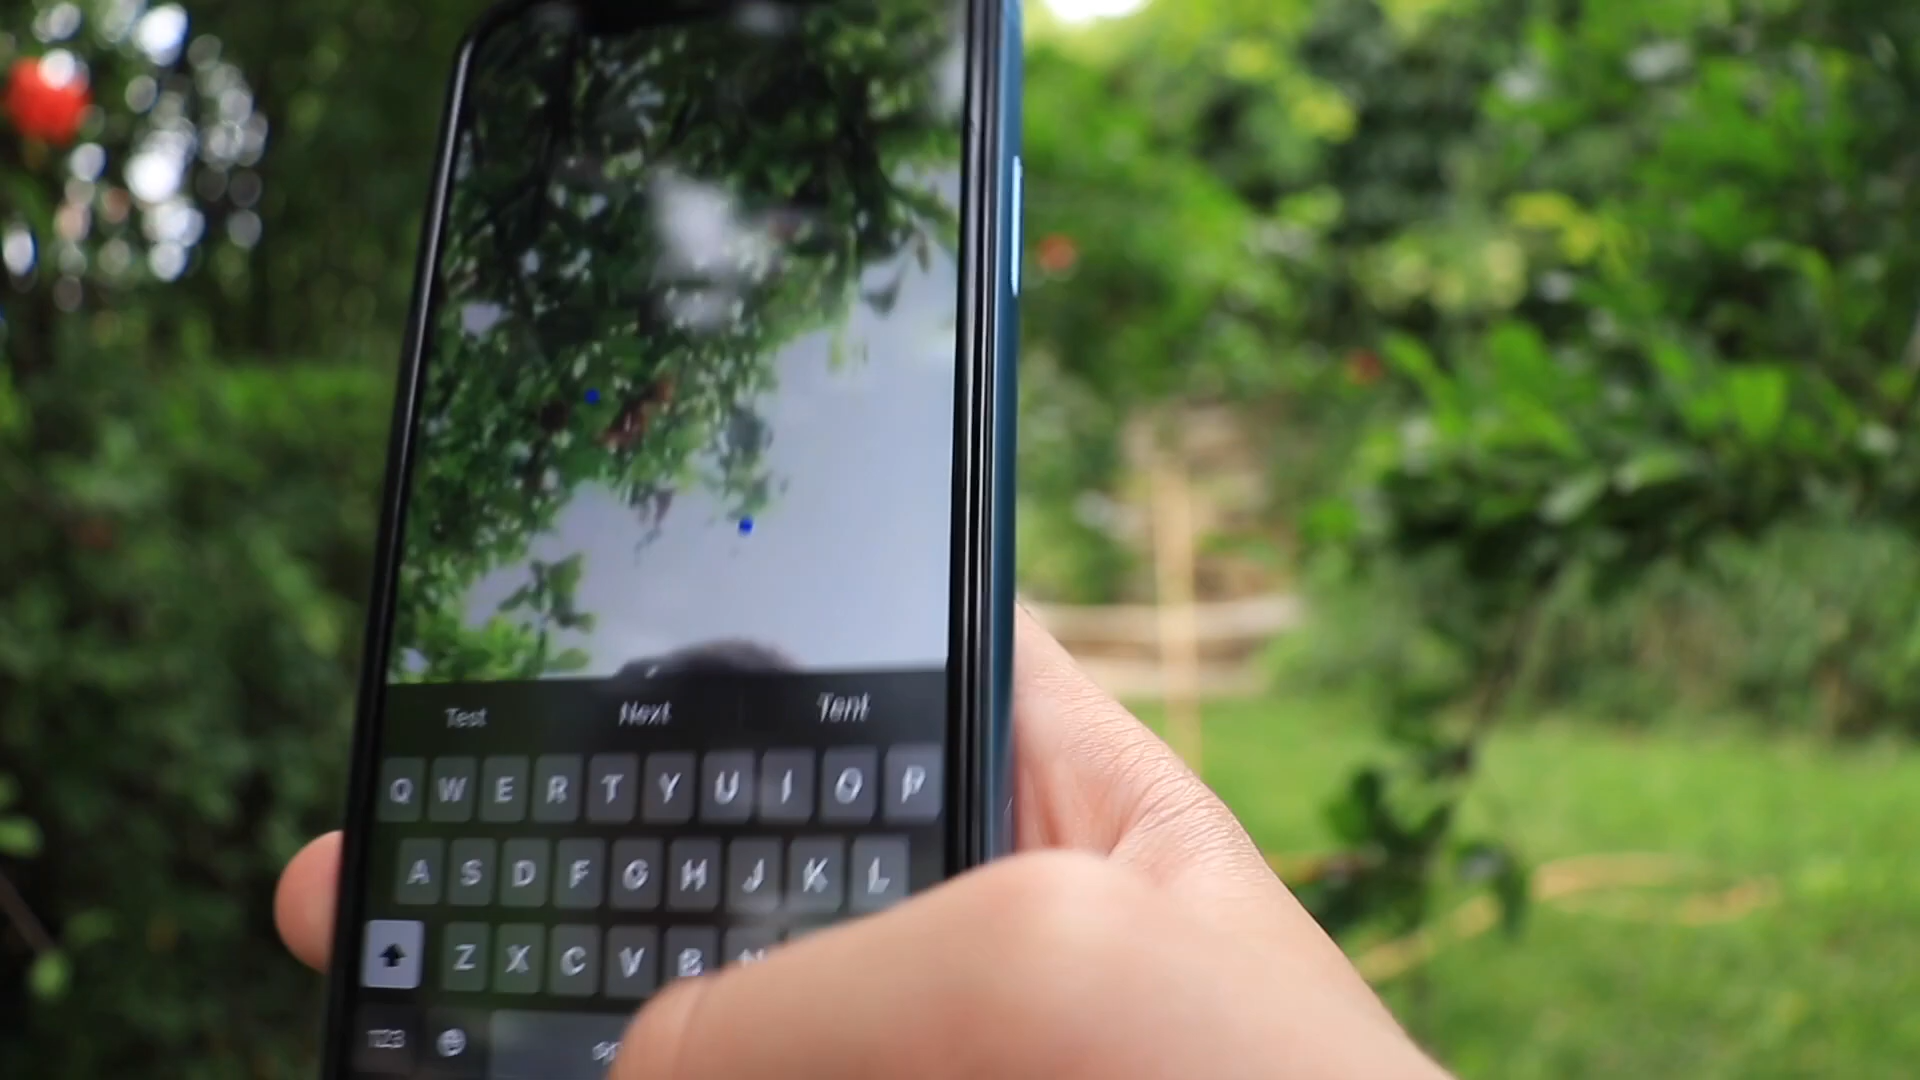 Test Next Tent
Q W E R T Y U I O P
A S D F G H J K L
Z X C V B N
123